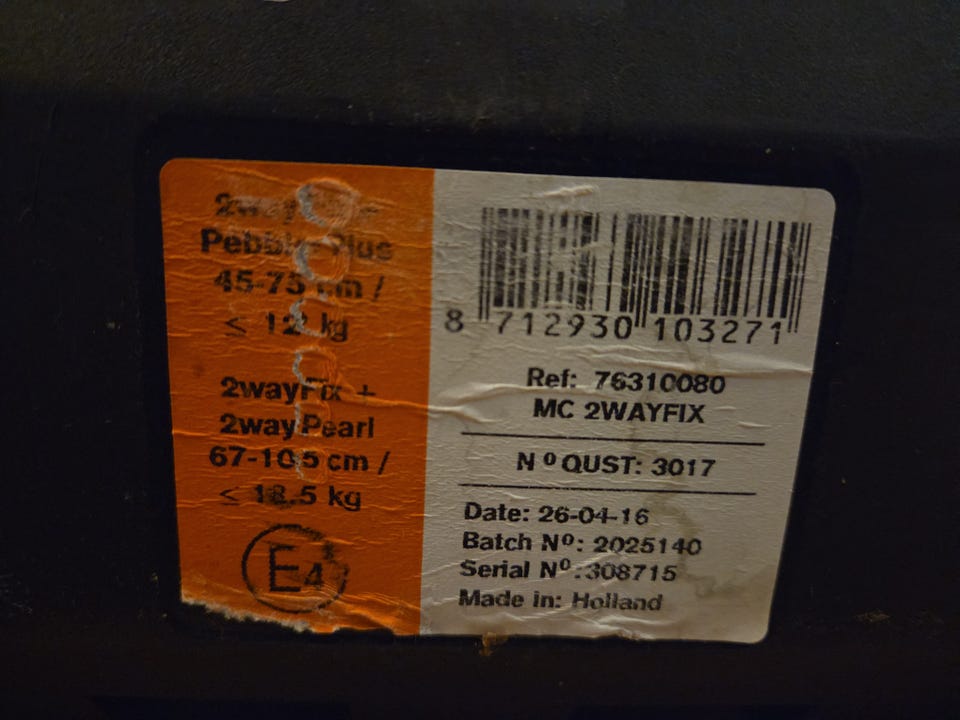 2wayFix +
Pebble Plus
45-75 cm /
≤ 12 kg
2wayFix +
2wayPearl
67-105 cm /
≤ 18.5 kg
E4
8 712930 103271
Ref: 76310080
MC 2WAYFIX
Nº QUST: 3017
Date: 26-04-16
Batch Nº: 2025140
Serial Nº: 308715
Made in: Holland